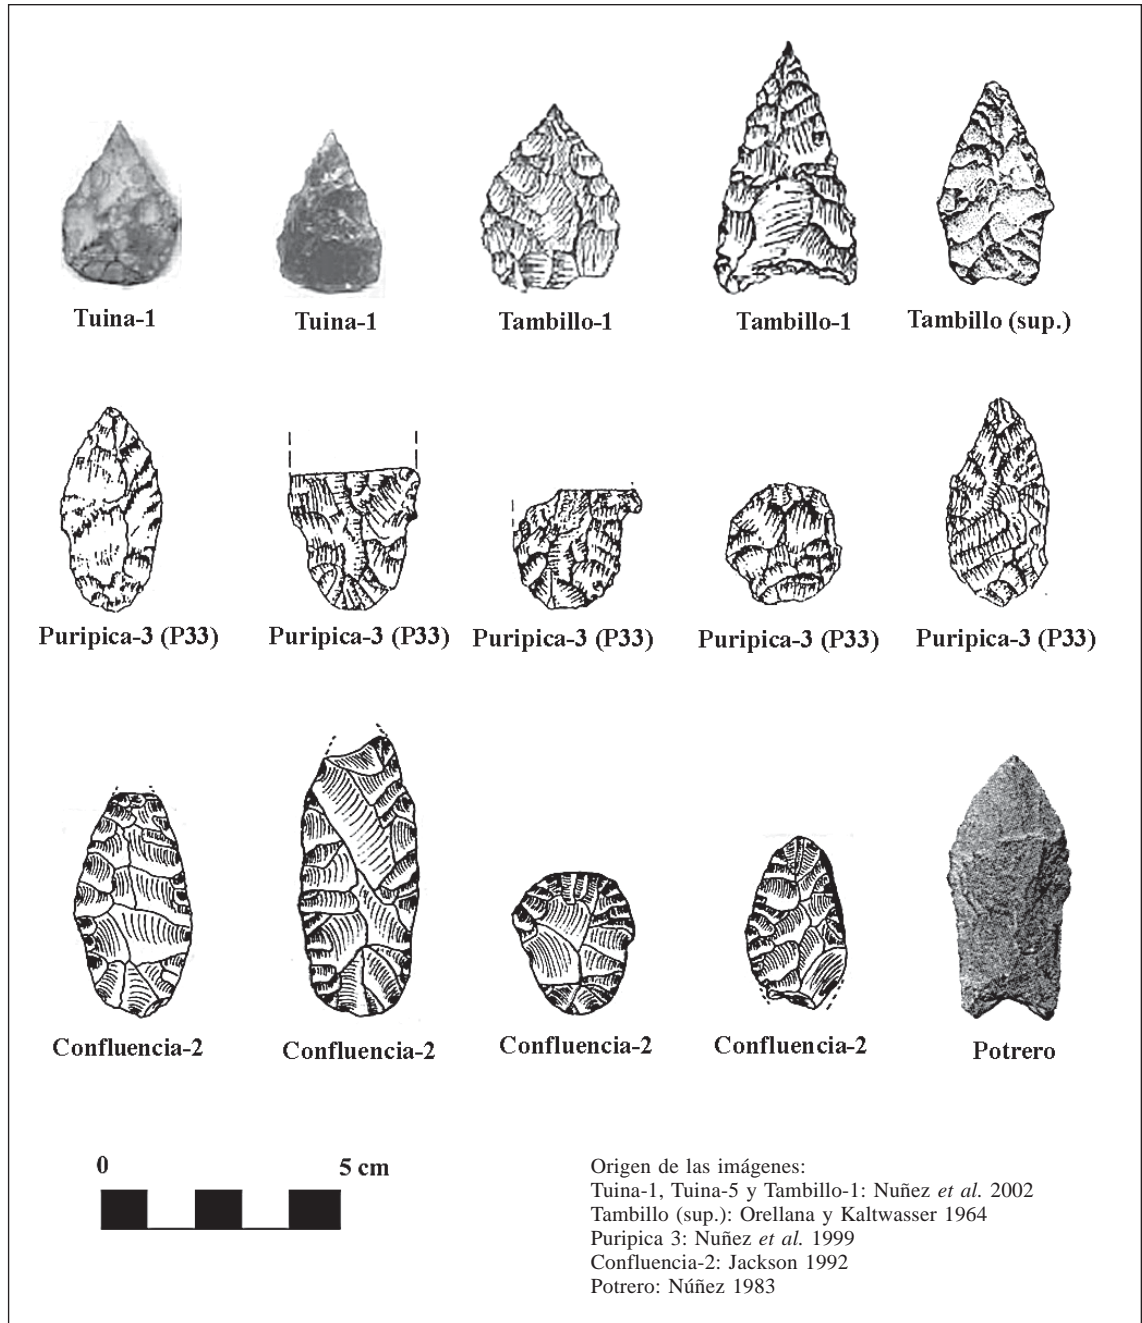 Tuina-1 Tuina-1 Tambillo-1 Tambillo-1 Tambillo (sup.)
Puripica-3 (P33) Puripica-3 (P33) Puripica-3 (P33) Puripica-3 (P33) Puripica-3 (P33)
Confluencia-2 Confluencia-2 Confluencia-2 Confluencia-2 Potrero
0 5 cm
Origen de las imágenes:
Tuina-1, Tuina-5 y Tambillo-1: Nuñez et al. 2002
Tambillo (sup.): Orellana y Kaltwasser 1964
Puripica 3: Nuñez et al. 1999
Confluencia-2: Jackson 1992
Potrero: Núñez 1983